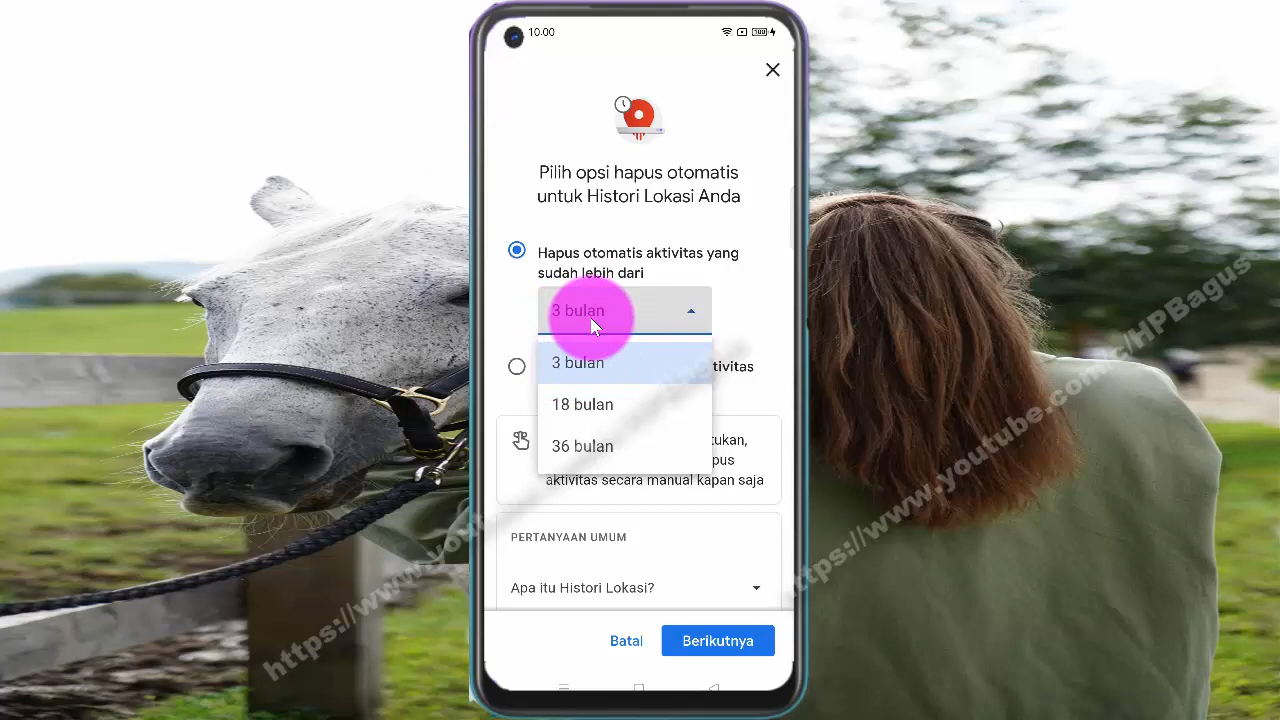 10.00
100
Pilih opsi hapus otomatis
untuk Histori Lokasi Anda
Hapus otomatis aktivitas yang
sudah lebih dari
3 bulan
3 bulan
tivitas
18 bulan
36 bulan
tukan,
pus
aktivitas secara manual kapan saja
PERTANYAAN UMUM
Apa itu Histori Lokasi?
Batal
Berikutnya
https://www.youtube.com/c/HPBagus